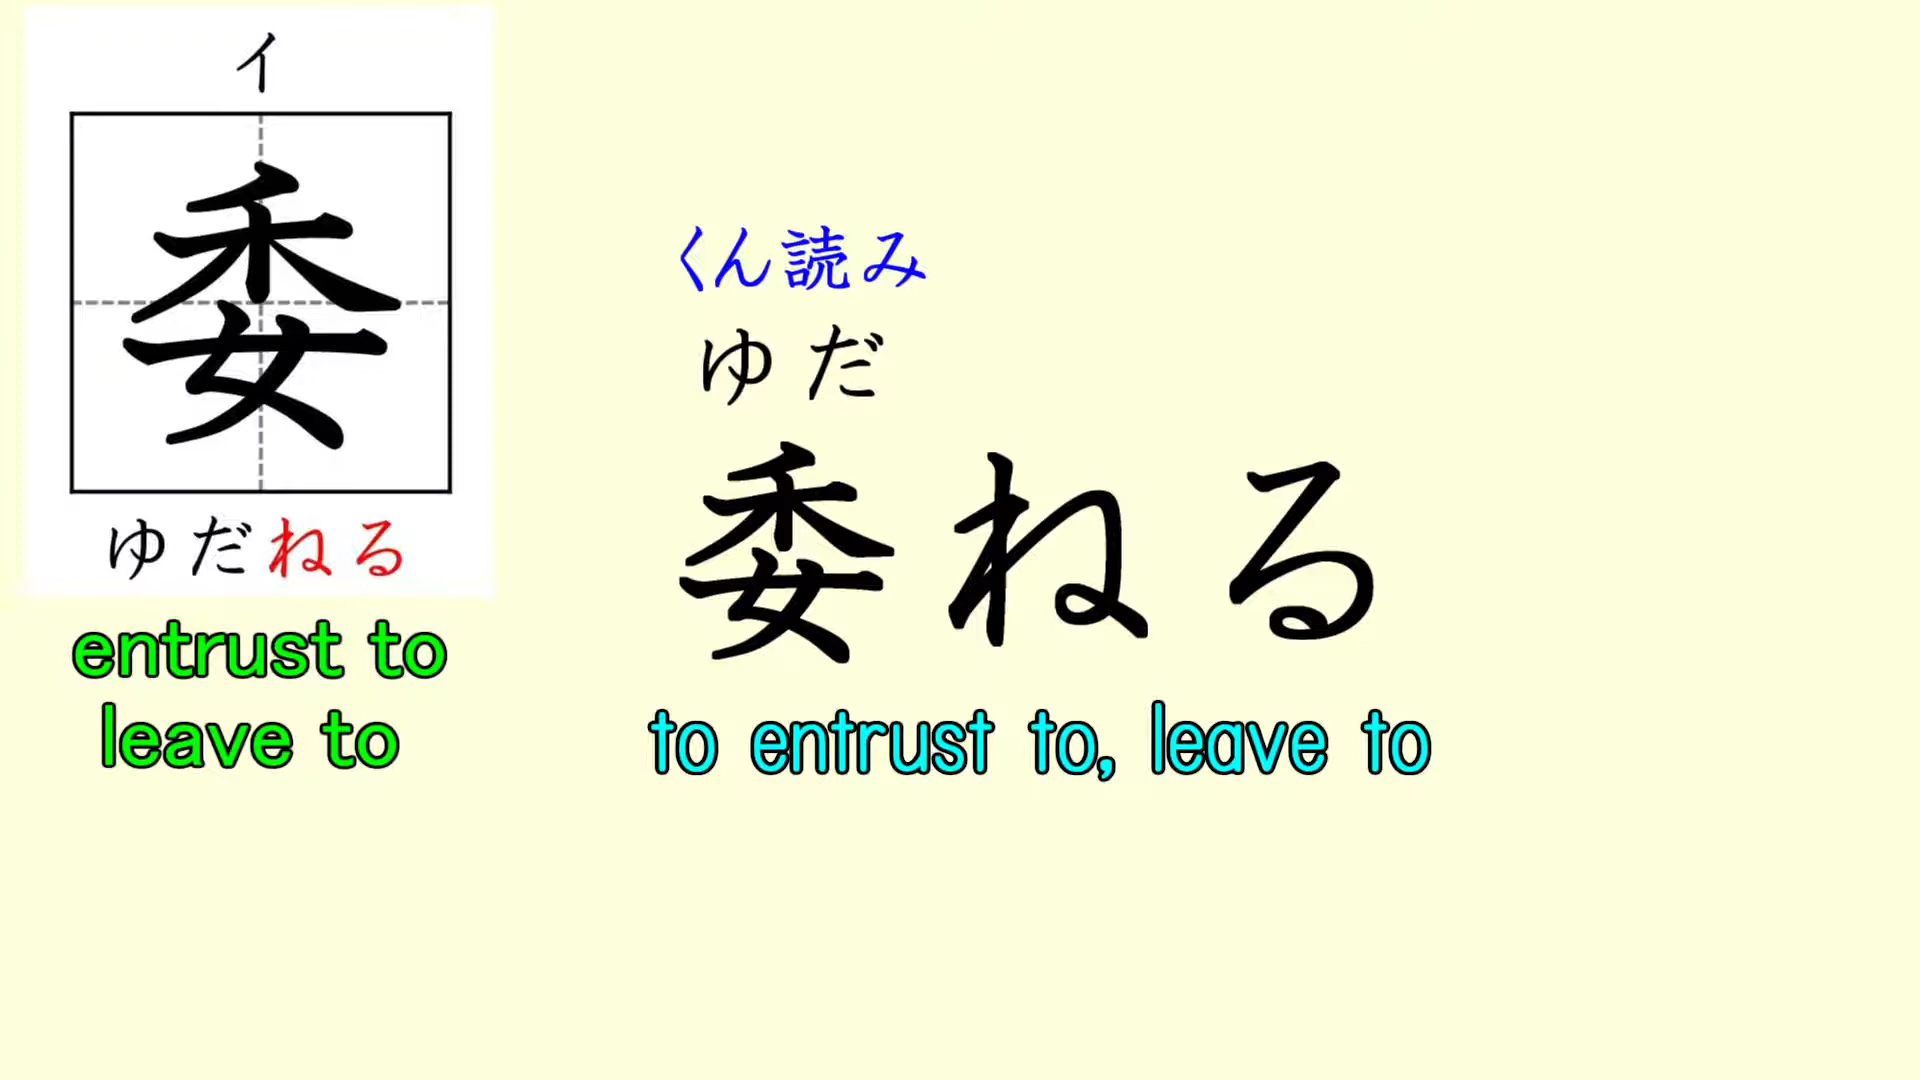 イ
委
ゆだねる
entrust to
leave to
くん読み
ゆだ
委ねる
to entrust to, leave to